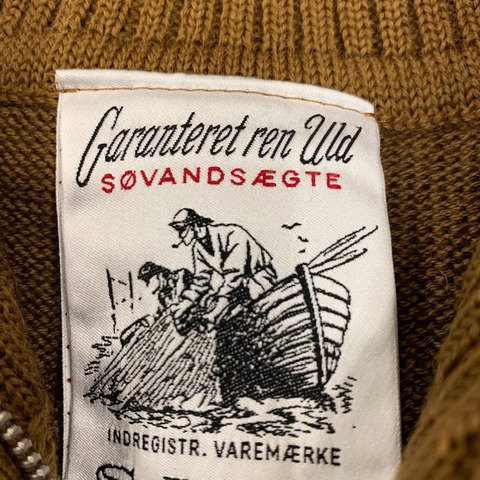 Garanteret ren Uld
SØVANDSÆGTE
INDREGISTR. VAREMÆRKE